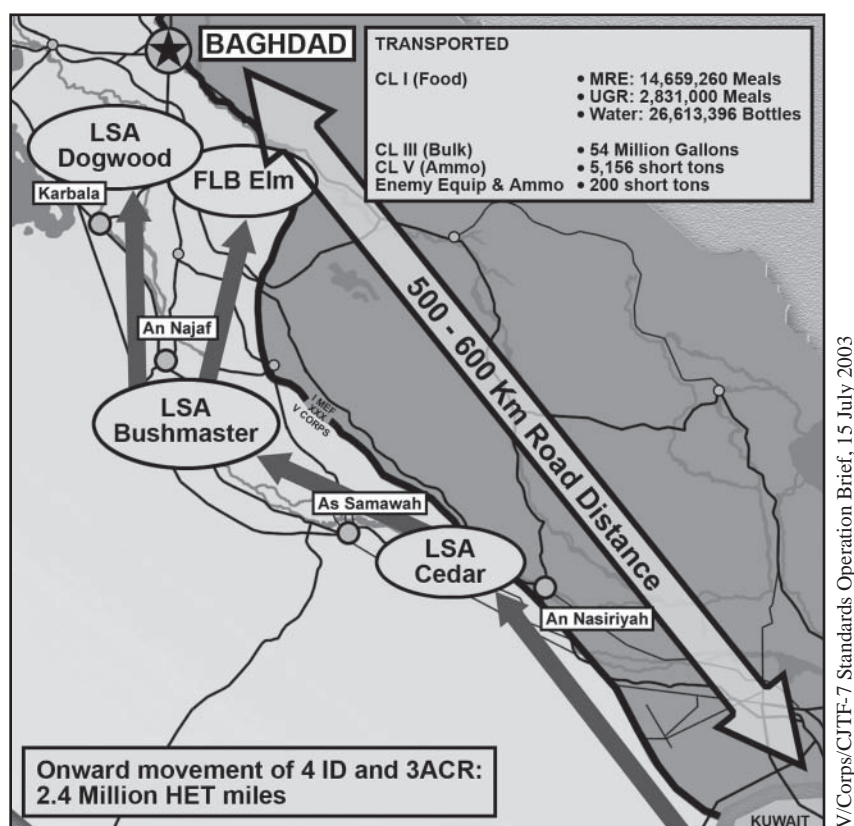 BAGHDAD
TRANSPORTED
CL I (Food)
• MRE: 14,659,260 Meals
• UGR: 2,831,000 Meals
• Water: 26,613,396 Bottles
CL III (Bulk) • 54 Million Gallons
CL V (Ammo) • 5,156 short tons
Enemy Equip & Ammo • 200 short tons
LSA
Dogwood
FLB Elm
Karbala
500 - 600 Km Road Distance
An Najaf
LSA
Bushmaster
I MEF
XXX
V CORPS
As Samawah
LSA
Cedar
An Nasiriyah
Onward movement of 4 ID and 3ACR:
2.4 Million HET miles
KUWAIT
V/Corps/CJTF-7 Standards Operation Brief, 15 July 2003